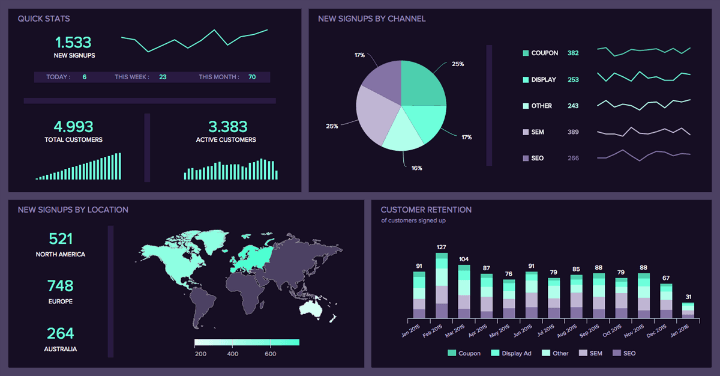 QUICK STATS
1.533
NEW SIGNUPS
TODAY : 6 THIS WEEK : 23 THIS MONTH : 70
4.993
TOTAL CUSTOMERS
3.383
ACTIVE CUSTOMERS
NEW SIGNUPS BY CHANNEL
17%
25%
25%
17%
16%
COUPON 382
DISPLAY 253
OTHER 243
SEM 389
SEO 266
NEW SIGNUPS BY LOCATION
521
NORTH AMERICA
748
EUROPE
264
AUSTRALIA
200 400 600
CUSTOMER RETENTION
of customers signed up
91 127 104 87 76 91 79 85 88 79 88 67 31
Jan 2015 Feb 2015 Mar 2015 Apr 2015 May 2015 Jun 2015 Jul 2015 Aug 2015 Sep 2015 Oct 2015 Nov 2015 Dec 2015 Jan 2016
Coupon Display Ad Other SEM SEO